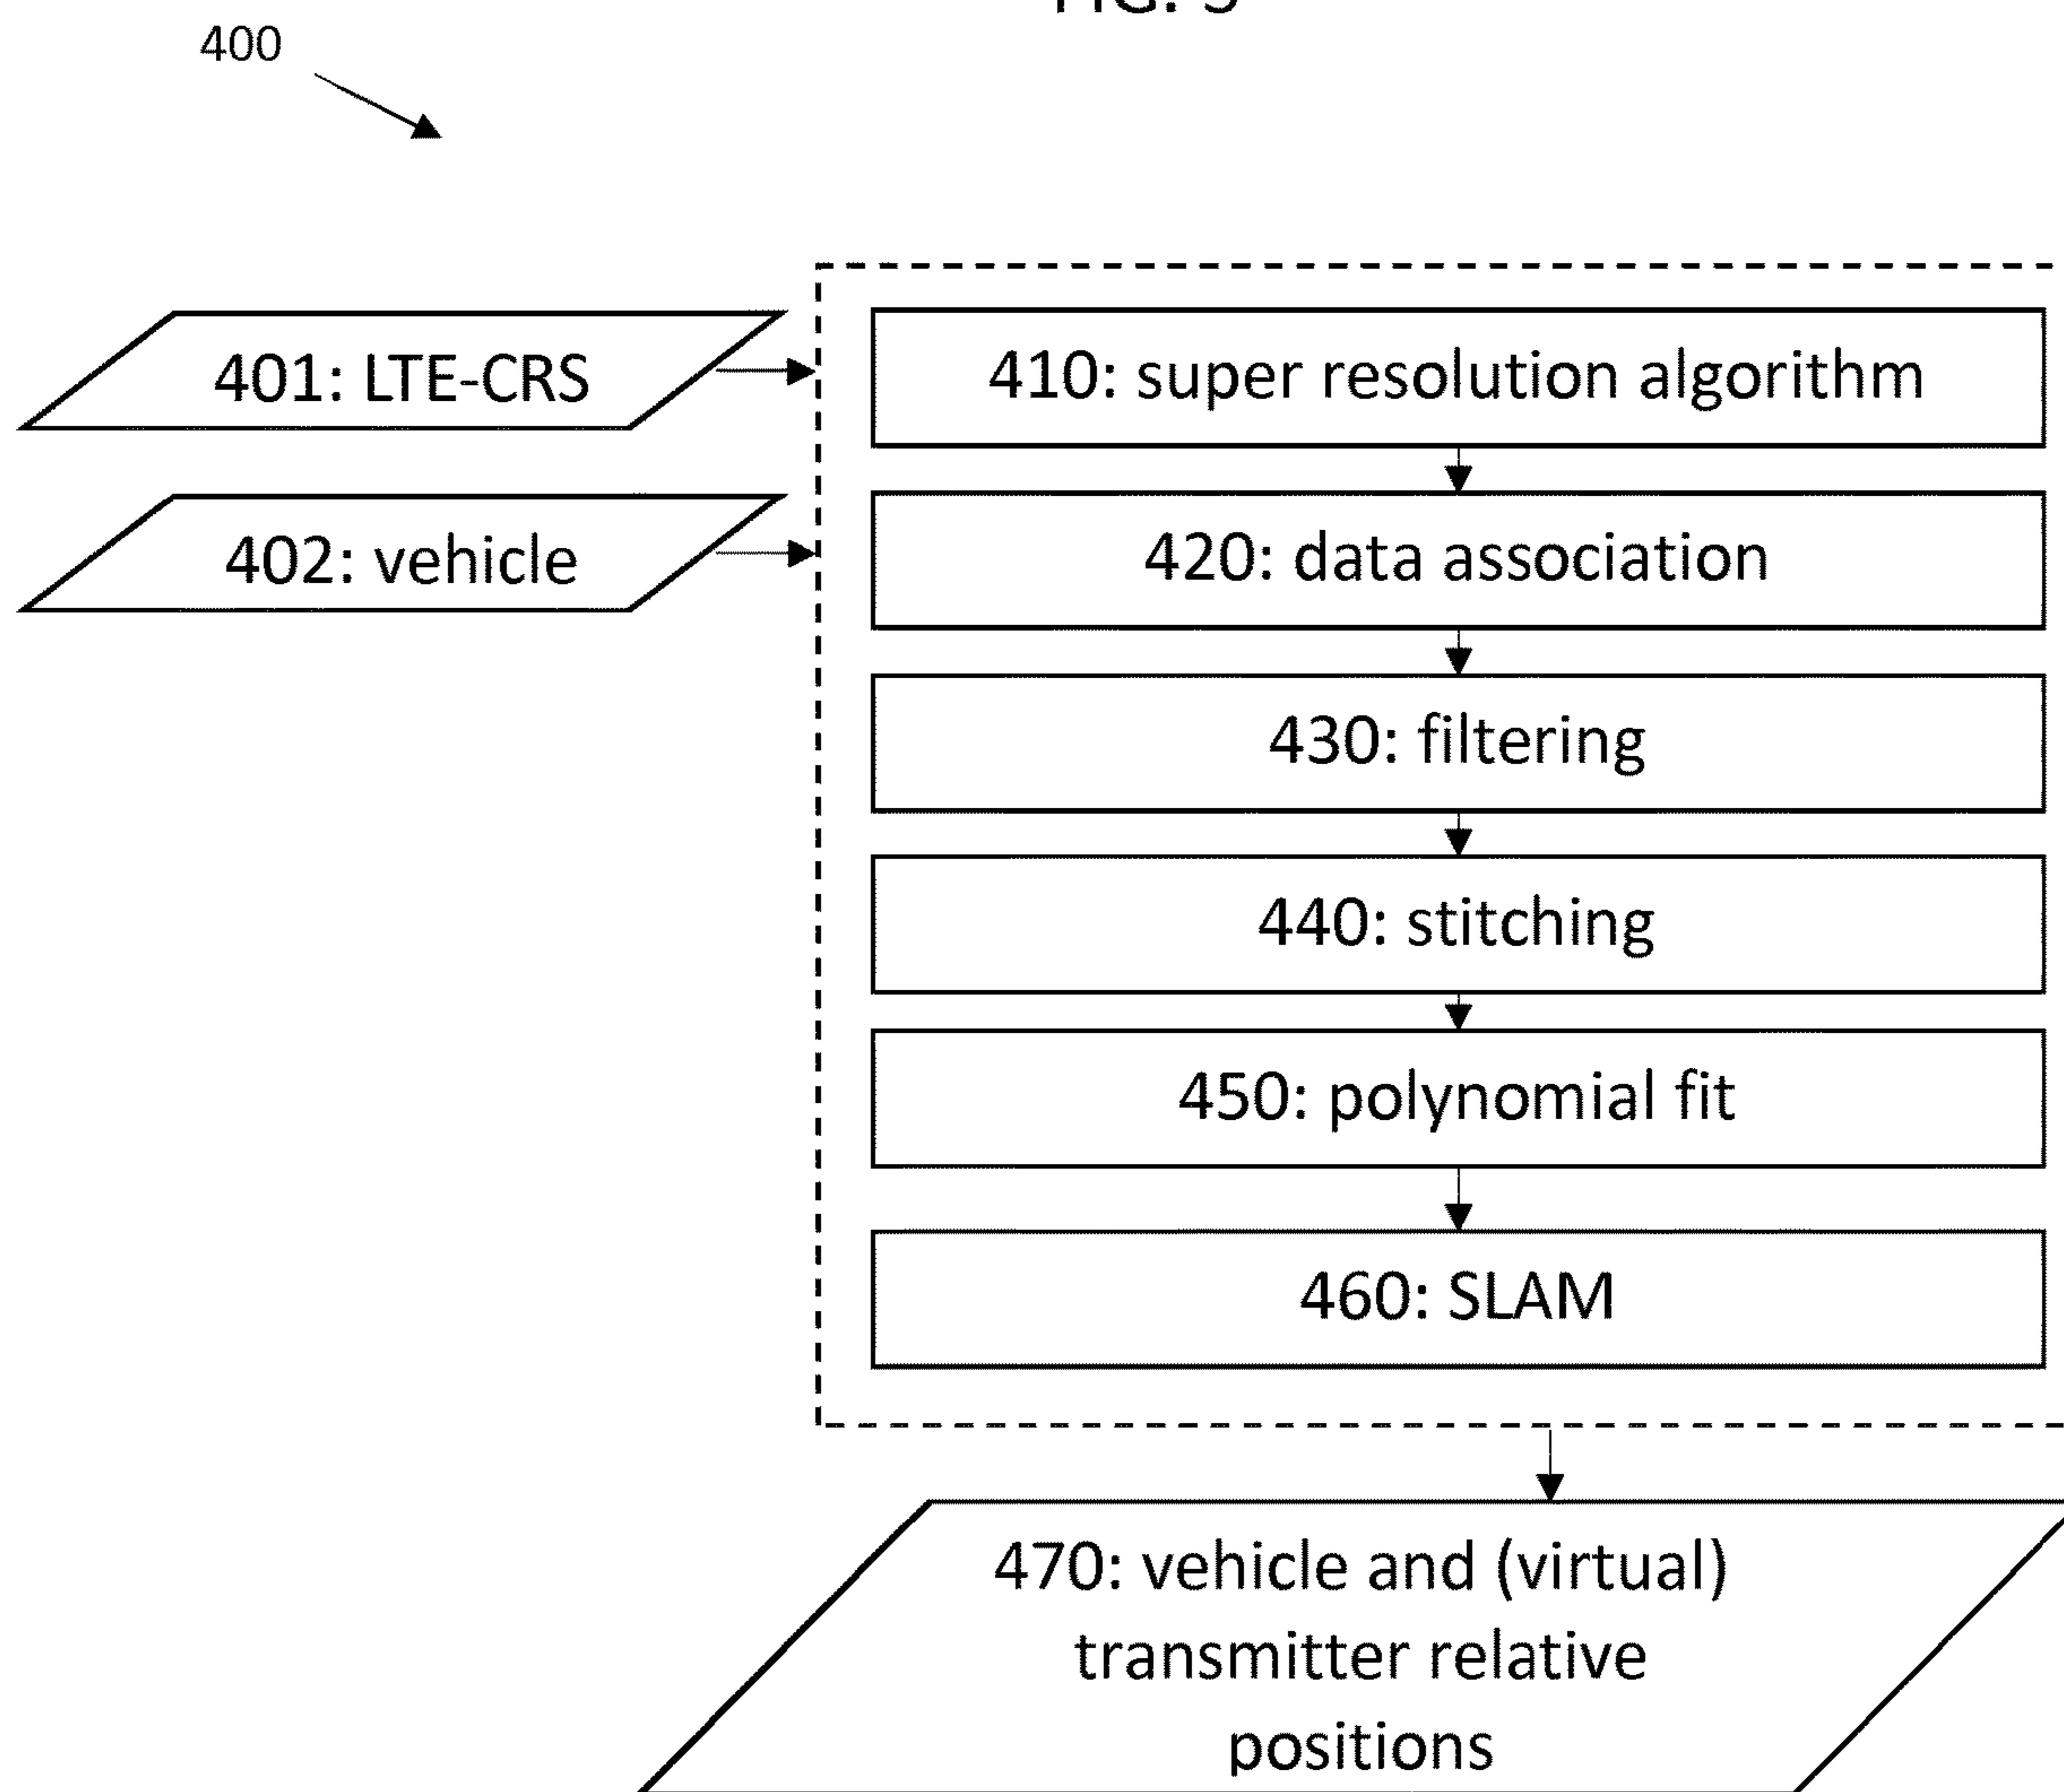 400
401: LTE-CRS
410: super resolution algorithm
402: vehicle
420: data association
430: filtering
440: stitching
450: polynomial fit
460: SLAM
470: vehicle and (virtual)
transmitter relative
positions